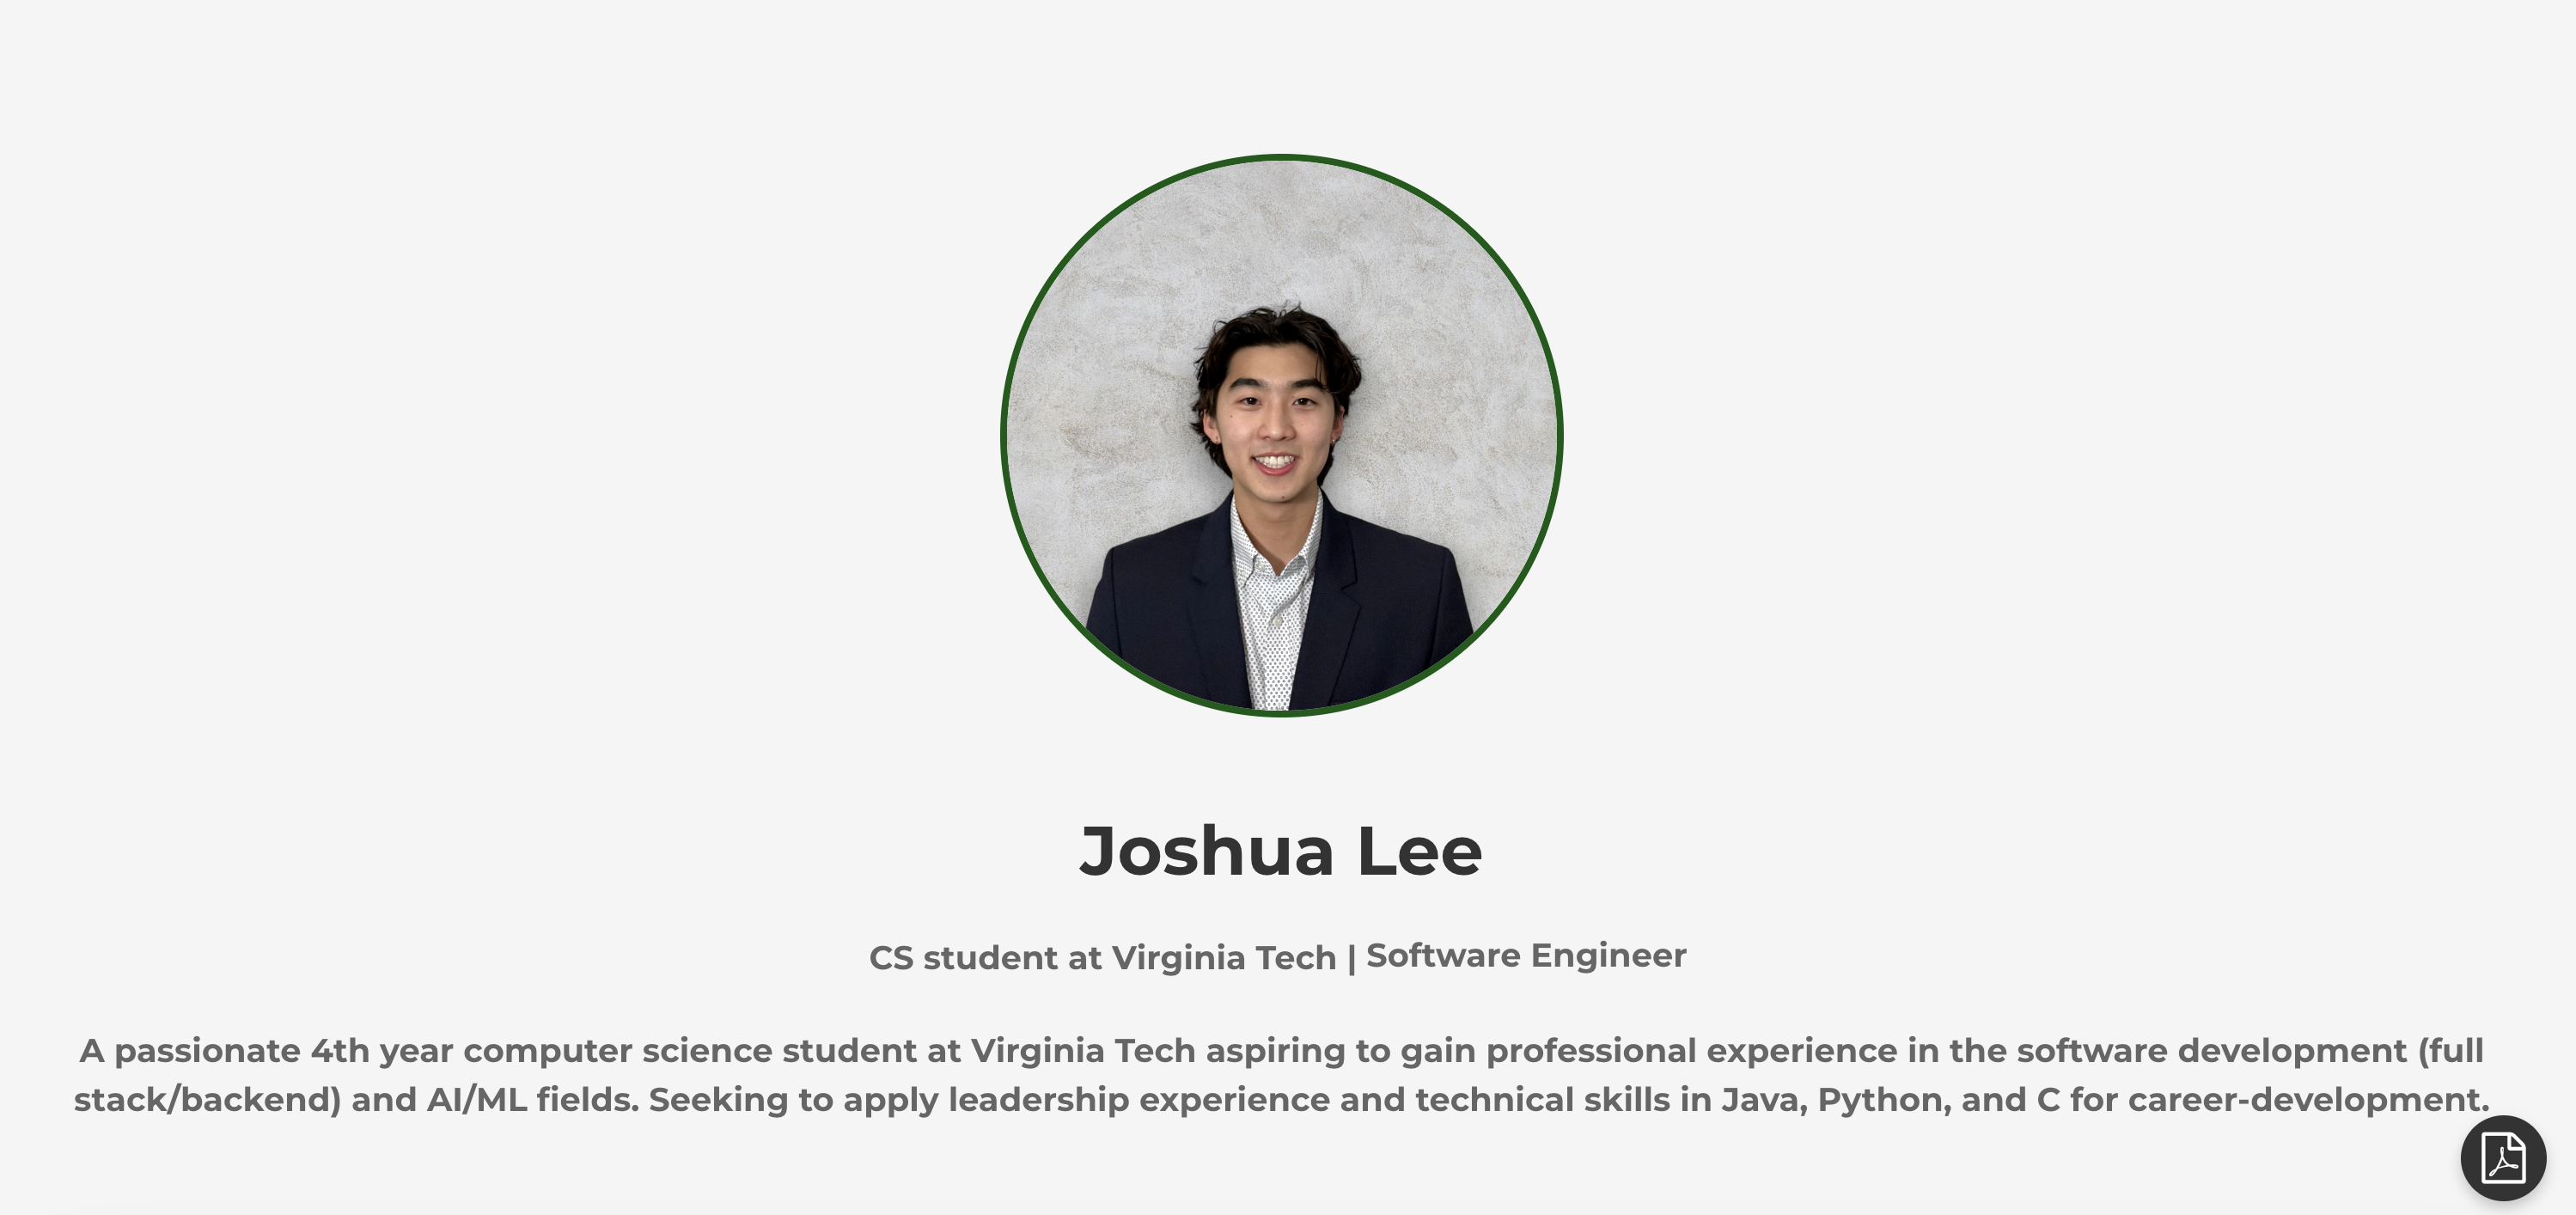 Joshua Lee
CS student at Virginia Tech | Software Engineer
A passionate 4th year computer science student at Virginia Tech aspiring to gain professional experience in the software development (full
stack/backend) and AI/ML fields. Seeking to apply leadership experience and technical skills in Java, Python, and C for career-development.